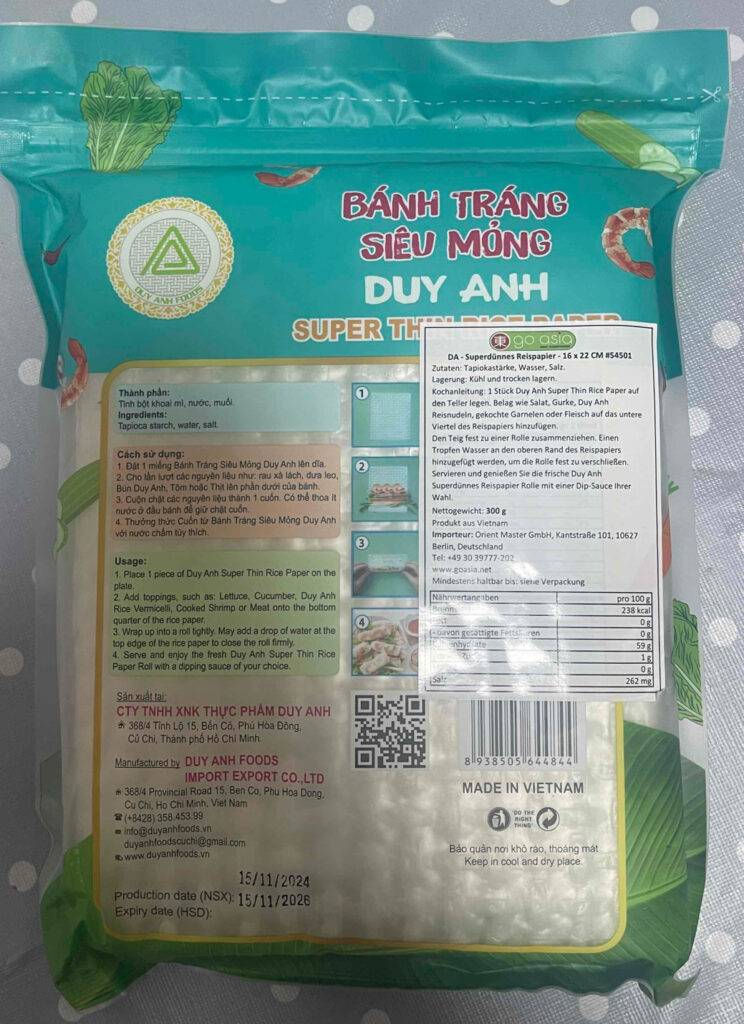 DUY ANH FOODS
BÁNH TRÁNG
SIÊU MỎNG
DUY ANH
SUPER THIN RICE PAPER
Thành phần:
Tinh bột khoai mì, nước, muối.
Ingredients:
Tapioca starch, water, salt.
Cách sử dụng:
1. Đặt 1 miếng Bánh Tráng Siêu Mỏng Duy Anh lên dĩa.
2. Cho lần lượt các nguyên liệu như: rau xà lách, dưa leo,
Bún Duy Anh, Tôm hoặc Thịt lên phần dưới của bánh.
3. Cuộn chặt các nguyên liệu thành 1 cuốn. Có thể thoa ít
nước ở đầu bánh để giữ chặt cuốn.
4. Thưởng thức Cuốn từ Bánh Tráng Siêu Mỏng Duy Anh
với nước chấm tùy thích.
Usage:
1. Place 1 piece of Duy Anh Super Thin Rice Paper on the
plate.
2. Add toppings, such as: Lettuce, Cucumber, Duy Anh
Rice Vermicelli, Cooked Shrimp or Meat onto the bottom
quarter of the rice paper.
3. Wrap up into a roll tightly. May add a drop of water at the
top edge of the rice paper to close the roll firmly.
4. Serve and enjoy the fresh Duy Anh Super Thin Rice
Paper Roll with a dipping sauce of your choice.
1
2
3
4
go asia
DA - Superdünnes Reispapier - 16 x 22 CM #S4501
Zutaten: Tapiokastärke, Wasser, Salz.
Lagerung: Kühl und trocken lagern.
Kochanleitung: 1 Stück Duy Anh Super Thin Rice Paper auf
den Teller legen. Belag wie Salat, Gurke, Duy Anh
Reisnudeln, gekochte Garnelen oder Fleisch auf das untere
Viertel des Reispapiers hinzufügen.
Den Teig fest zu einer Rolle zusammenziehen. Einen
Tropfen Wasser an den oberen Rand des Reispapiers
hinzugefügt werden, um die Rolle fest zu verschließen.
Servieren und genießen Sie die frische Duy Anh
Superdünnes Reispapier Rolle mit einer Dip-Sauce Ihrer
Wahl.
Nettogewicht: 300 g
Produkt aus Vietnam
Importeur: Orient Master GmbH, Kantstraße 101, 10627
Berlin, Deutschland
Tel: +49 30 39777-202
www.goasia.net
Mindestens haltbar bis: siehe Verpackung
Nährwertangaben pro 100 g
238 kcal
0 g
- davon gesättigte Fettsäuren 0 g
59 g
1 g
0 g
Salz 262 mg
Sản xuất tại:
CTY TNHH XNK THỰC PHẨM DUY ANH
368/4 Tỉnh Lộ 15, Bến Cỏ, Phú Hòa Đông,
Củ Chi, Thành phố Hồ Chí Minh.
Manufactured by DUY ANH FOODS
IMPORT EXPORT CO.,LTD
368/4 Provincial Road 15, Ben Co, Phu Hoa Dong,
Cu Chi, Ho Chi Minh, Viet Nam
(+8428) 358.453.99
info@duyanhfoods.vn
duyanhfoodscuchi@gmail.com
www.duyanhfoods.vn
8 938505 644844
MADE IN VIETNAM
DO THE
RIGHT
THING
Bảo quản nơi khô ráo, thoáng mát
Keep in cool and dry place.
15/11/2024
Production date (NSX): 15/11/2026
Expiry date (HSD):